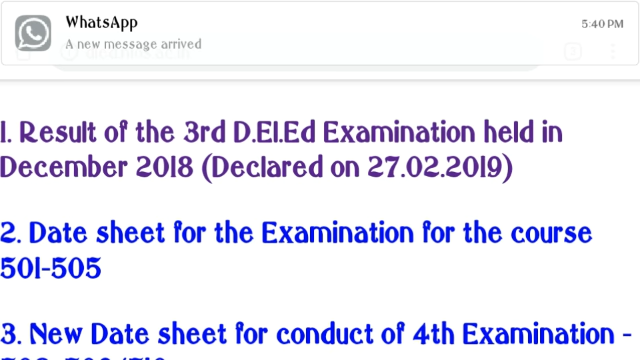 WhatsApp
5:40 PM
A new message arrived
1. Result of the 3rd D.El.Ed Examination held in
December 2018 (Declared on 27.02.2019)
2. Date sheet for the Examination for the course
501-505
3. New Date sheet for conduct of 4th Examination -